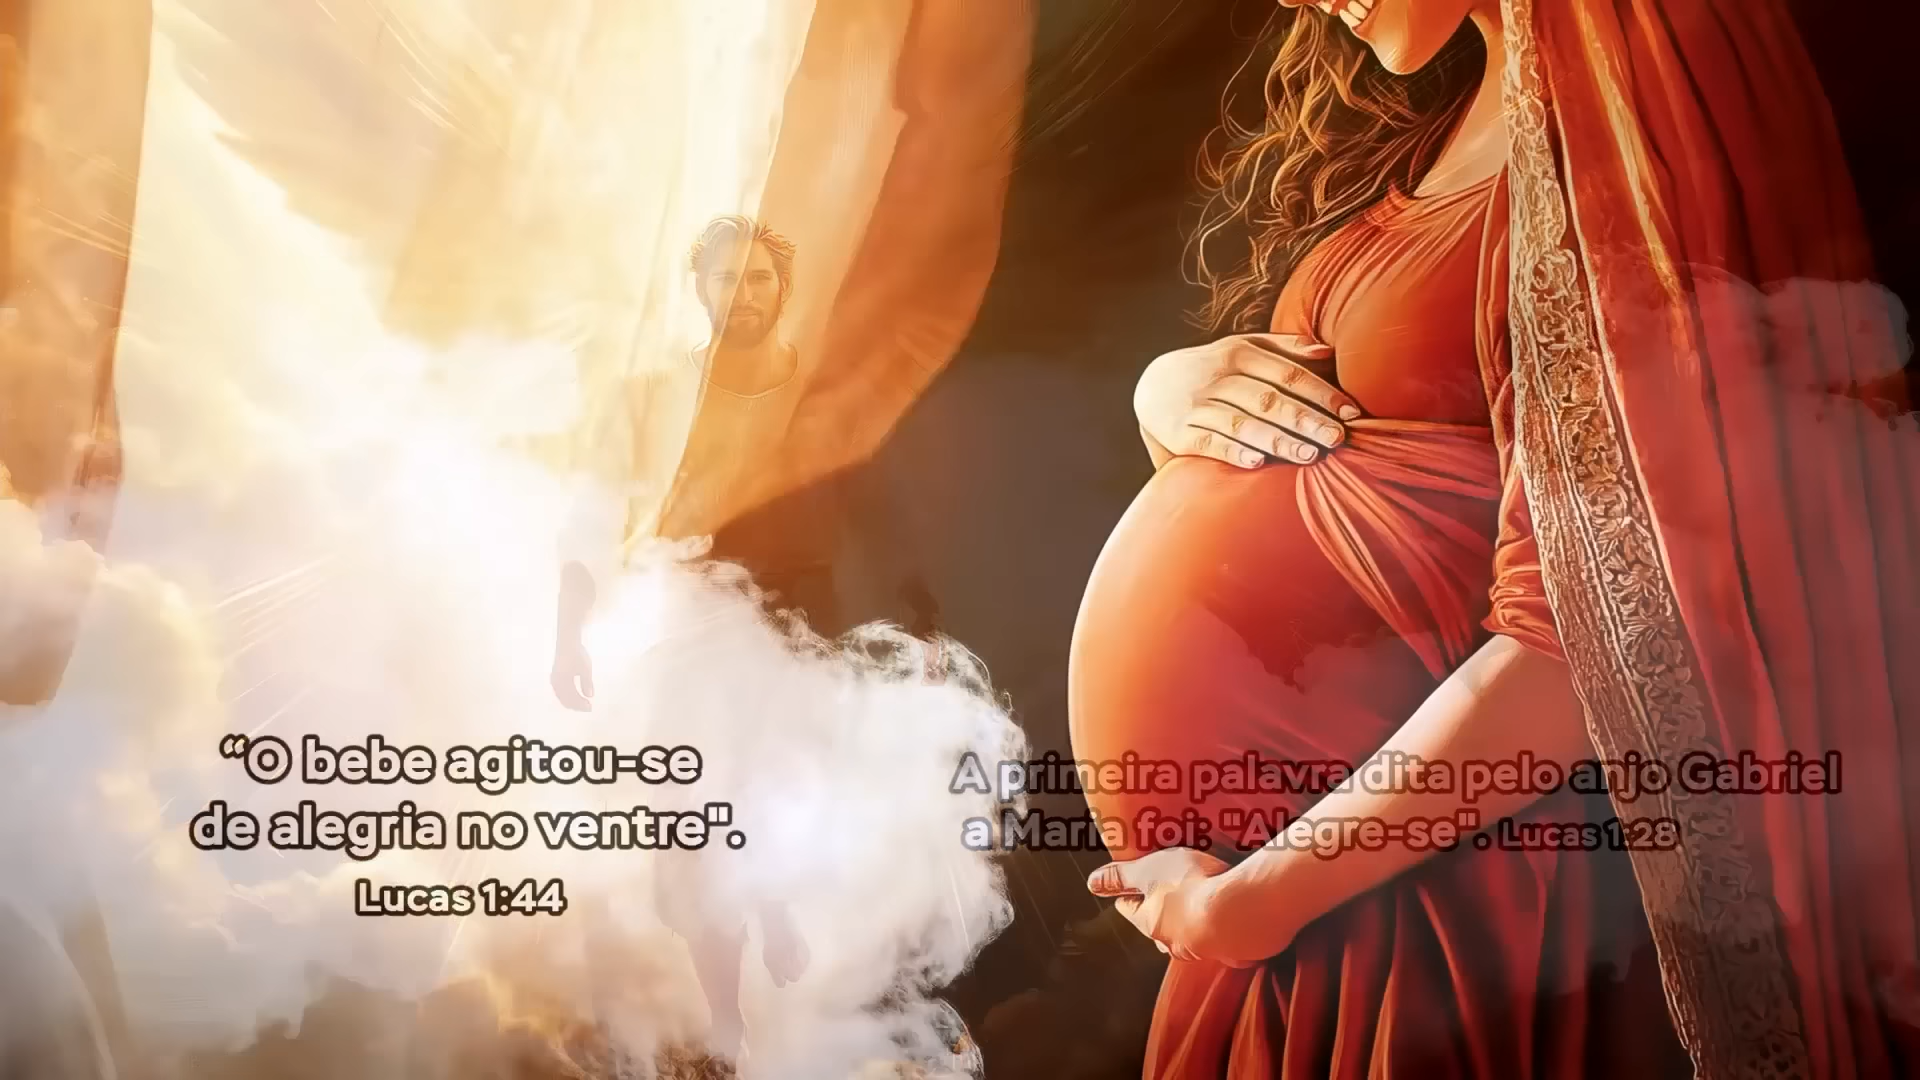 “O bebe agitou-se
de alegria no ventre".
Lucas 1:44
A primeira palavra dita pelo anjo Gabriel
a Maria foi: "Alegre-se". Lucas 1:28